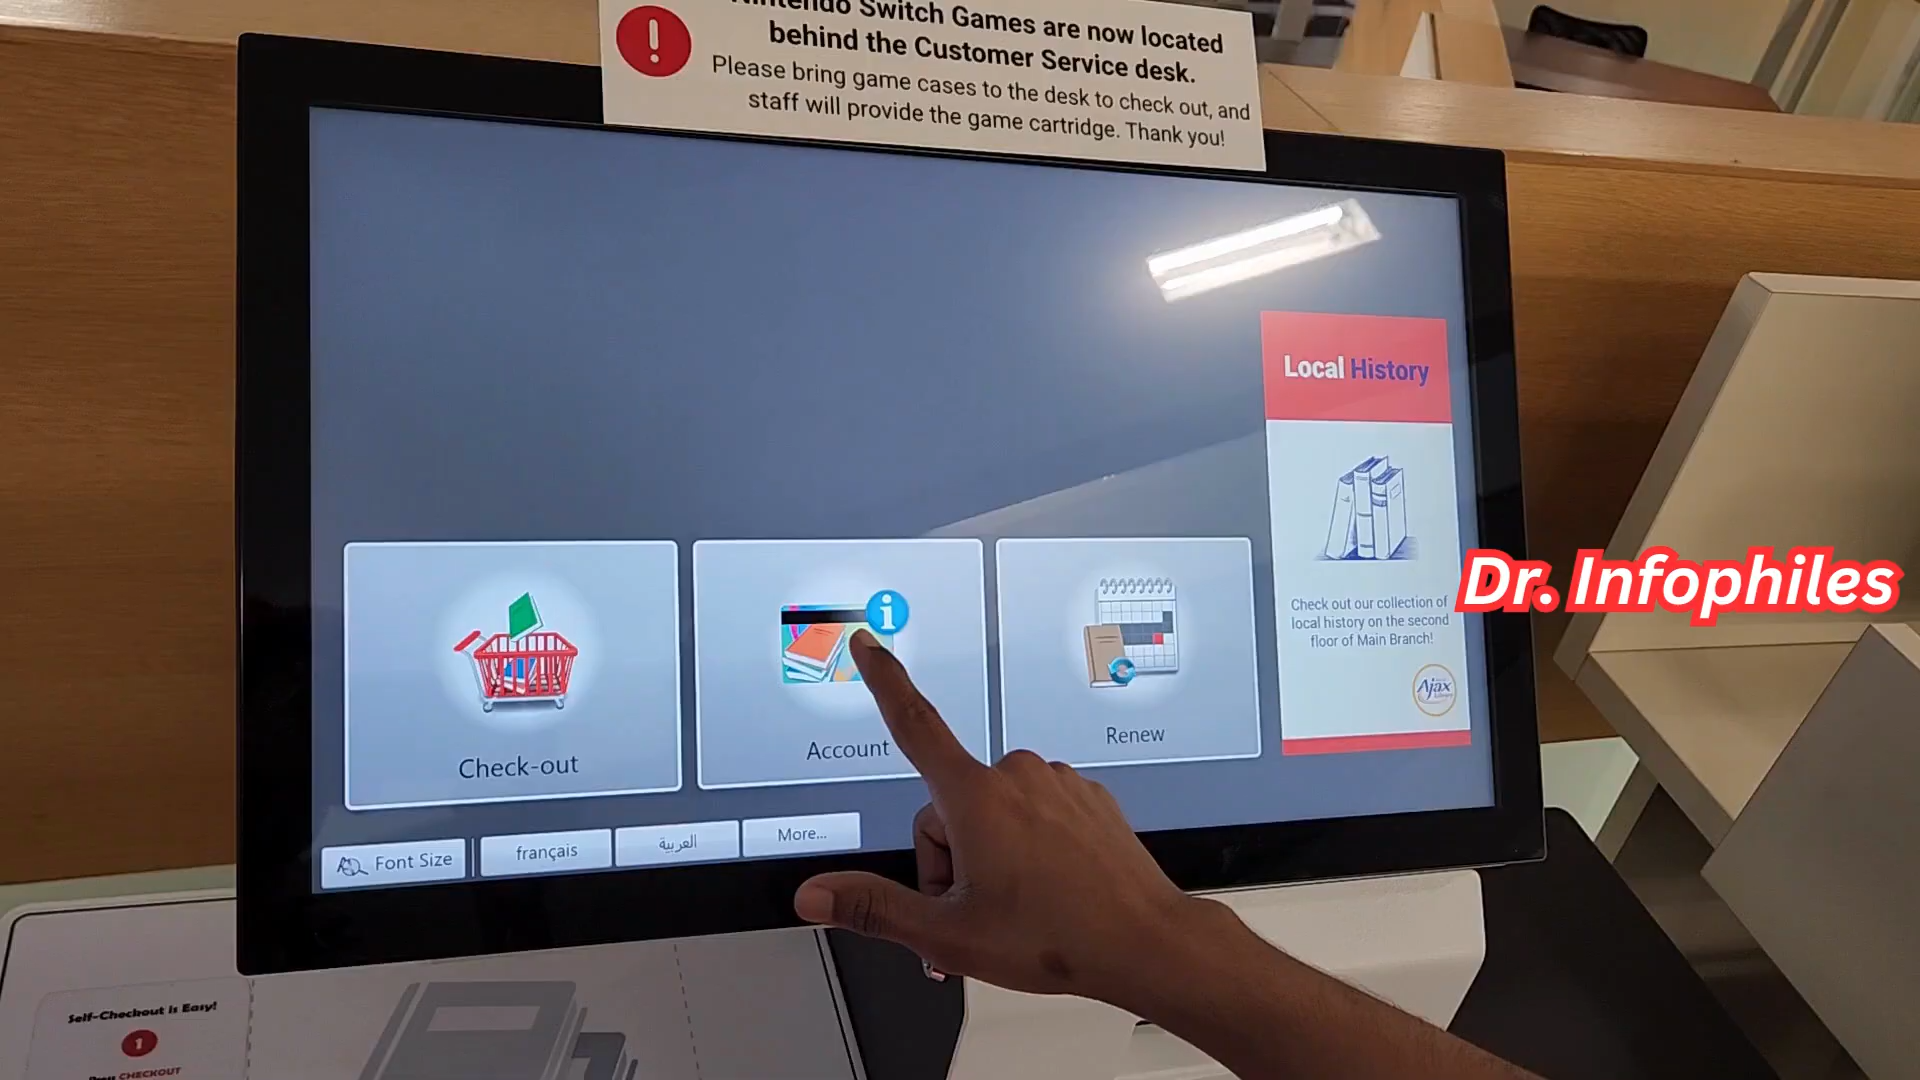 Nintendo Switch Games are now located
behind the Customer Service desk.
Please bring game cases to the desk to check out, and
staff will provide the game cartridge. Thank you!
Local History
Check out our collection of
local history on the second
floor of Main Branch!
Ajax
Dr. Infophiles
Check-out
Account
Renew
Font Size
français
العربية
More...
Self-Checkout is Easy!
1
Press CHECKOUT